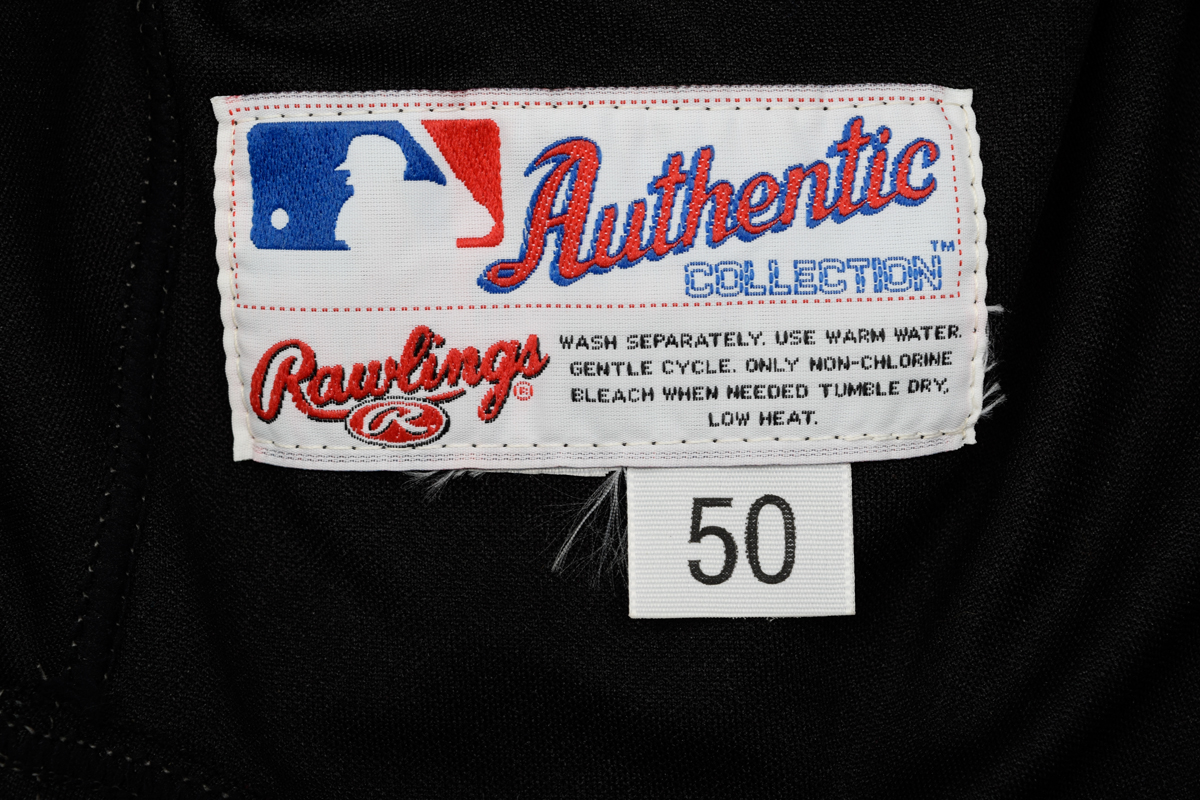 Authentic
COLLECTION™
Rawlings®
R
WASH SEPARATELY. USE WARM WATER.
GENTLE CYCLE. ONLY NON-CHLORINE
BLEACH WHEN NEEDED TUMBLE DRY,
LOW HEAT.
50